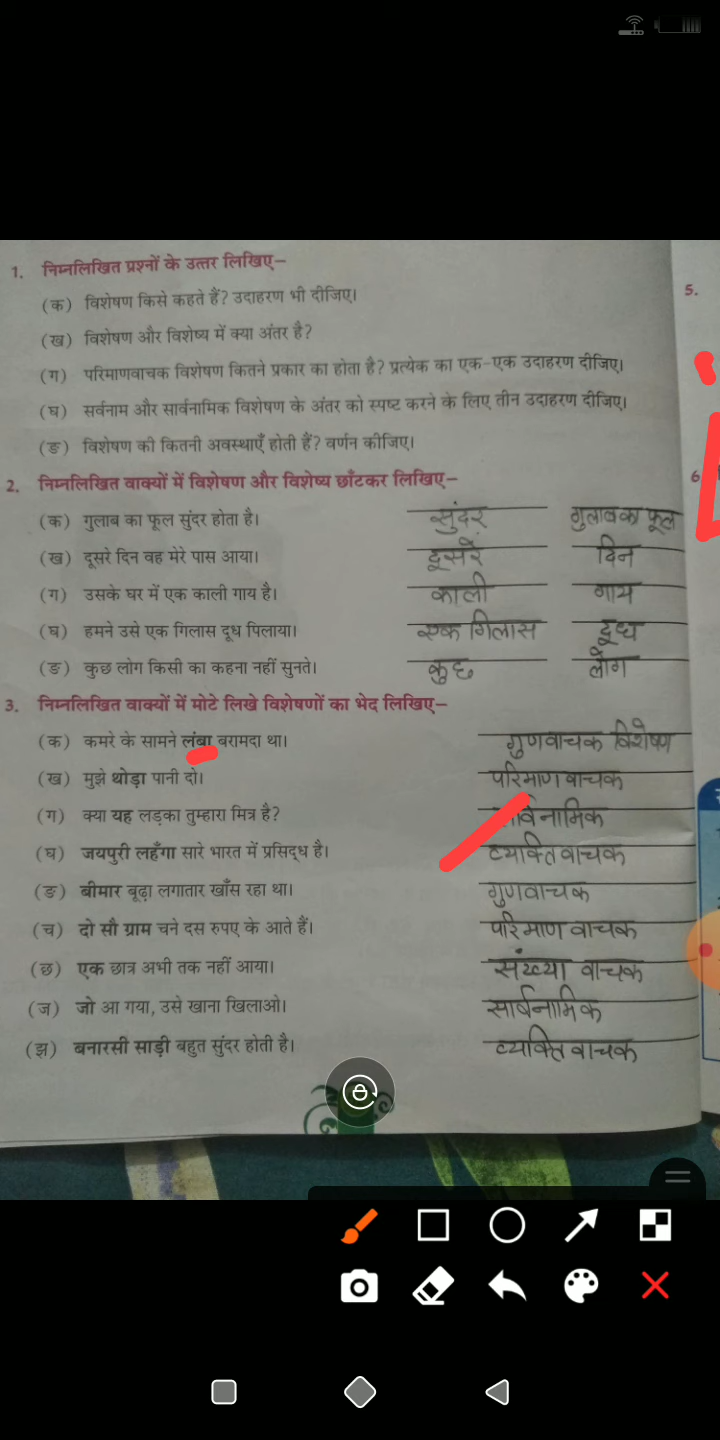 1. निम्नलिखित प्रश्नों के उत्तर लिखिए–
(क) विशेषण किसे कहते हैं? उदाहरण भी दीजिए।
5.
(ख) विशेषण और विशेष्य में क्या अंतर है?
(ग) परिमाणवाचक विशेषण कितने प्रकार का होता है? प्रत्येक का एक-एक उदाहरण दीजिए।
(घ) सर्वनाम और सार्वनामिक विशेषण के अंतर को स्पष्ट करने के लिए तीन उदाहरण दीजिए।
(ङ) विशेषण की कितनी अवस्थाएँ होती हैं? वर्णन कीजिए।
2. निम्नलिखित वाक्यों में विशेषण और विशेष्य छाँटकर लिखिए–
6
(क) गुलाब का फूल सुंदर होता है। सुंदर गुलाब का फूल
(ख) दूसरे दिन वह मेरे पास आया। दूसरे दिन
(ग) उसके घर में एक काली गाय है। काली गाय
(घ) हमने उसे एक गिलास दूध पिलाया। एक गिलास दूध
(ङ) कुछ लोग किसी का कहना नहीं सुनते। कुछ लोग
3. निम्नलिखित वाक्यों में मोटे लिखे विशेषणों का भेद लिखिए–
(क) कमरे के सामने लंबा बरामदा था। गुणवाचक विशेषण
(ख) मुझे थोड़ा पानी दो। परिमाण वाचक
(ग) क्या यह लड़का तुम्हारा मित्र है? सार्वनामिक
(घ) जयपुरी लहँगा सारे भारत में प्रसिद्ध है। व्यक्तिवाचक
(ङ) बीमार बूढ़ा लगातार खाँस रहा था। गुणवाचक
(च) दो सौ ग्राम चने दस रुपए के आते हैं। परिमाण वाचक
(छ) एक छात्र अभी तक नहीं आया। संख्या वाचक
(ज) जो आ गया, उसे खाना खिलाओ। सार्वनामिक
(झ) बनारसी साड़ी बहुत सुंदर होती है। व्यक्ति वाचक